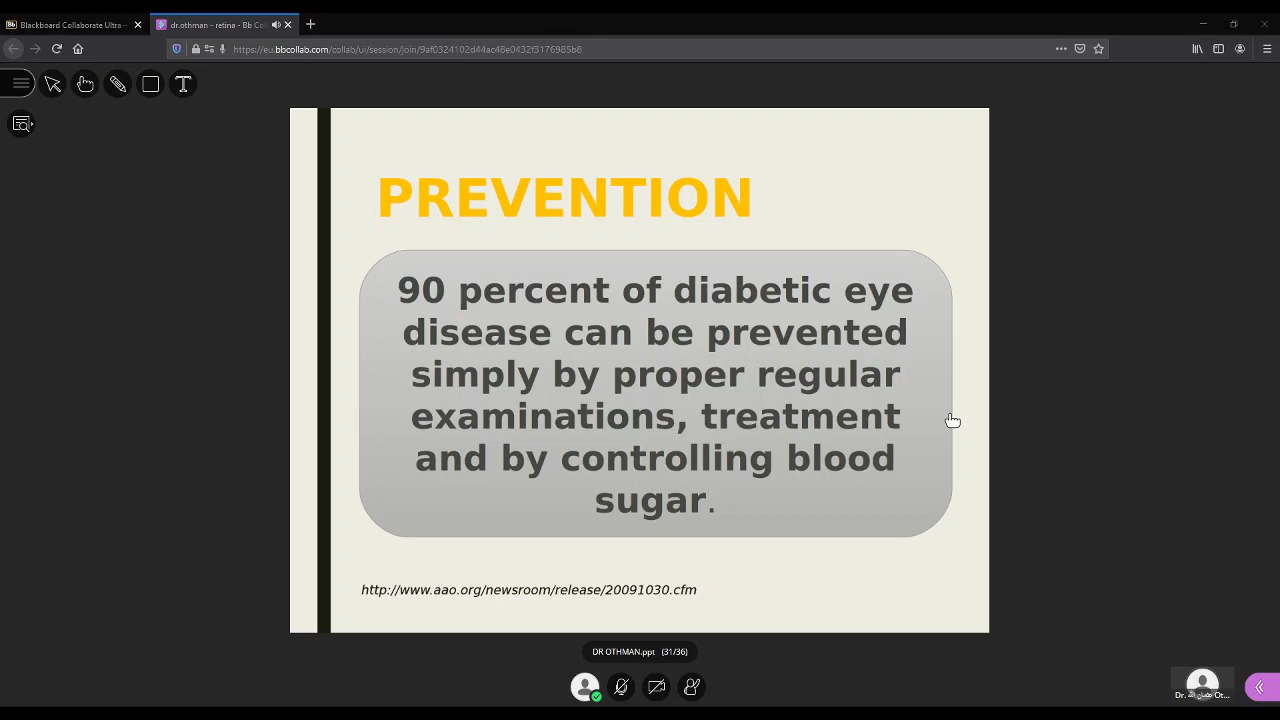 Blackboard Collaborate Ultra –
dr.othman - retina - Bb Co
https://eu.bbcollab.com/collab/ui/session/join/9af0324102d44ac48e0432f3176985b8
PREVENTION
90 percent of diabetic eye
disease can be prevented
simply by proper regular
examinations, treatment
and by controlling blood
sugar.
http://www.aao.org/newsroom/release/20091030.cfm
DR OTHMAN.ppt (31/36)